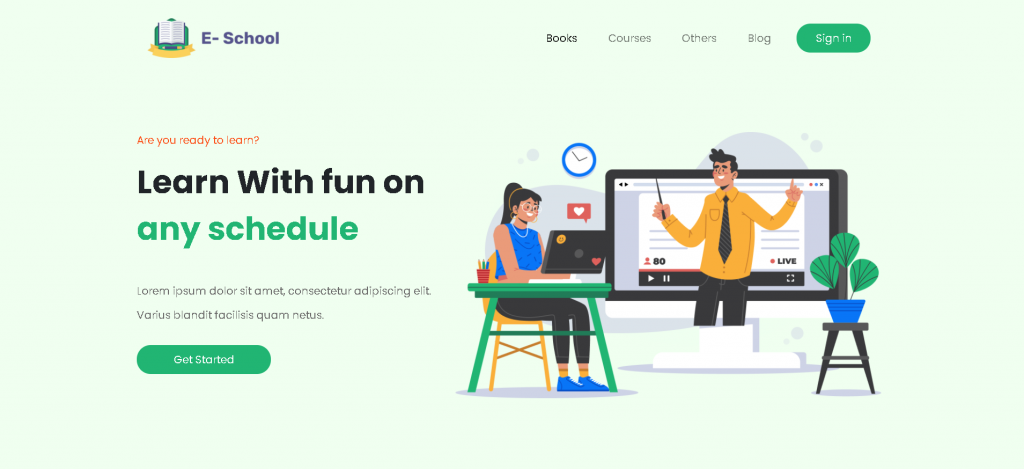 E- School
Books Courses Others Blog Sign in
Are you ready to learn?
Learn With fun on
any schedule
Lorem ipsum dolor sit amet, consectetur adipiscing elit.
Varius blandit facilisis quam netus.
Get Started
80
LIVE